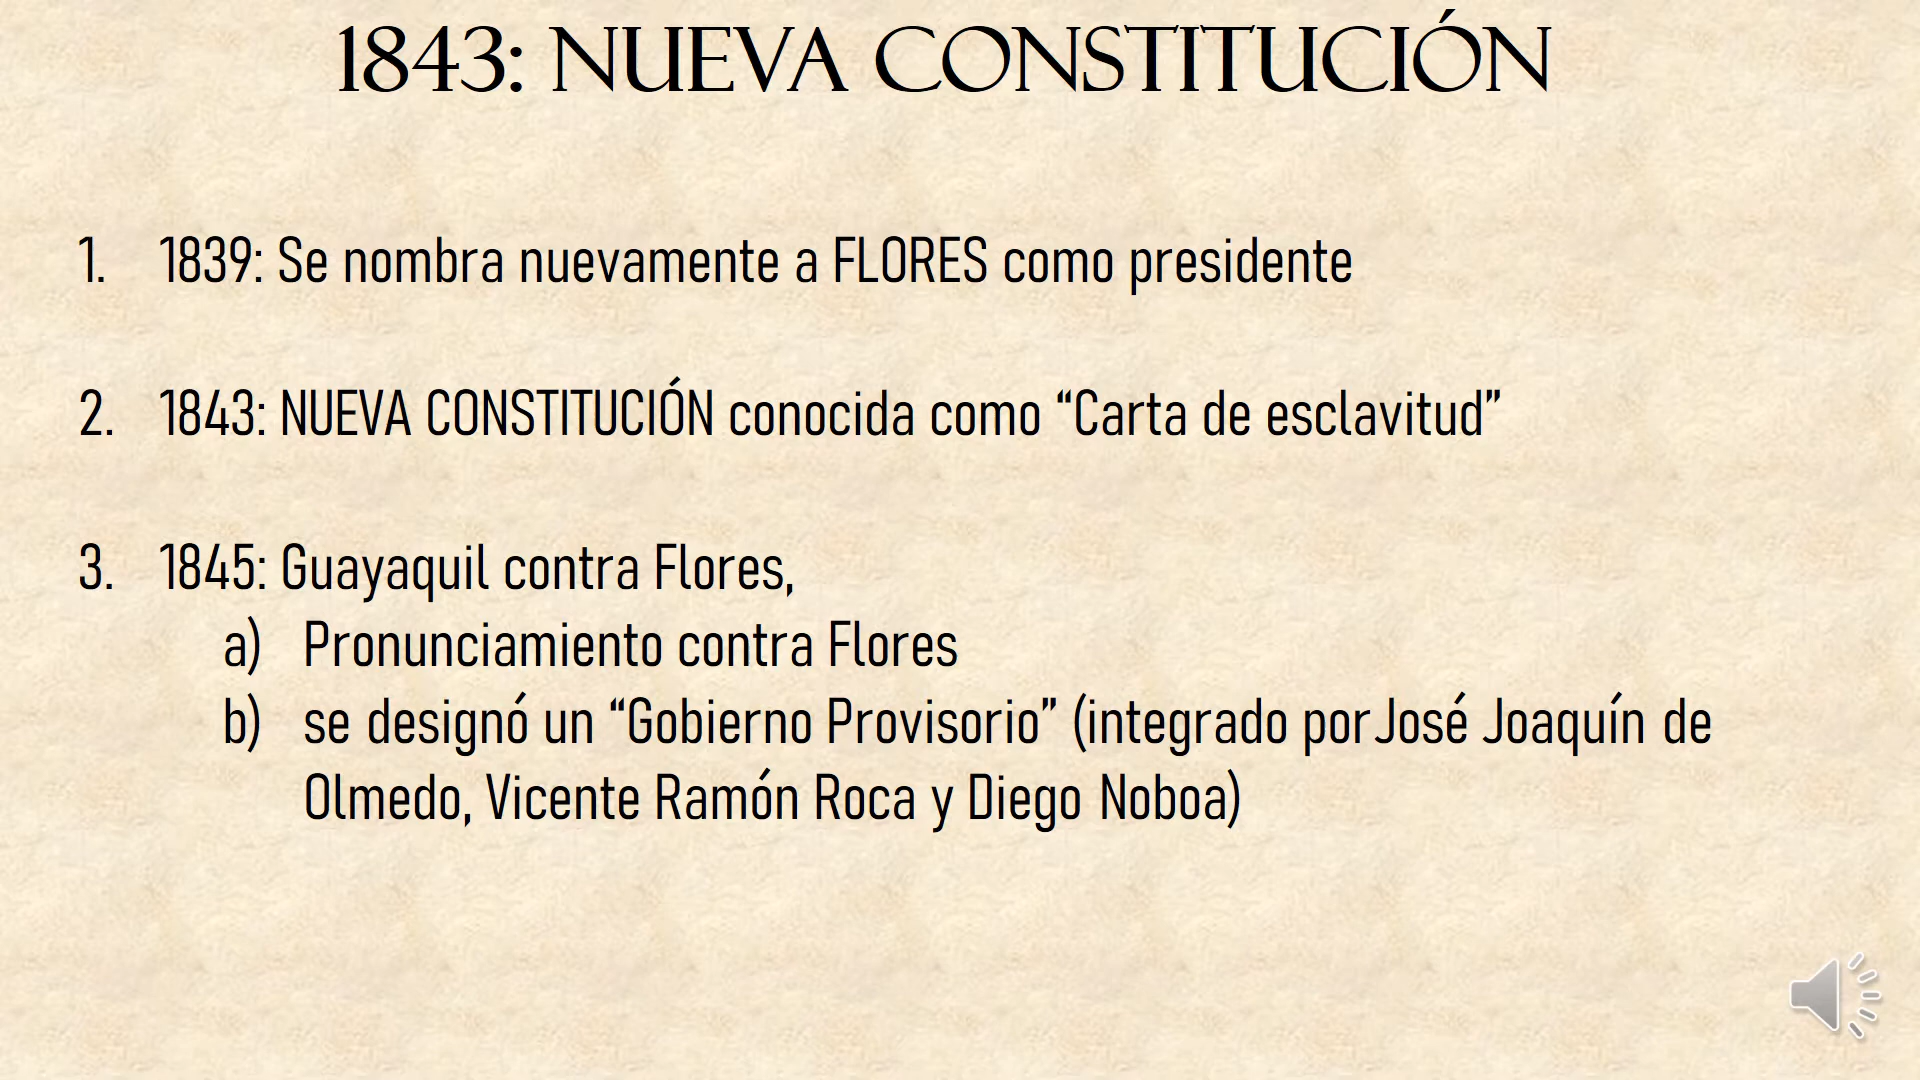 1843: NUEVA CONSTITUCIÓN
1. 1839: Se nombra nuevamente a FLORES como presidente
2. 1843: NUEVA CONSTITUCIÓN conocida como “Carta de esclavitud”
3. 1845: Guayaquil contra Flores,
a) Pronunciamiento contra Flores
b) se designó un “Gobierno Provisorio” (integrado porJosé Joaquín de
Olmedo, Vicente Ramón Roca y Diego Noboa)